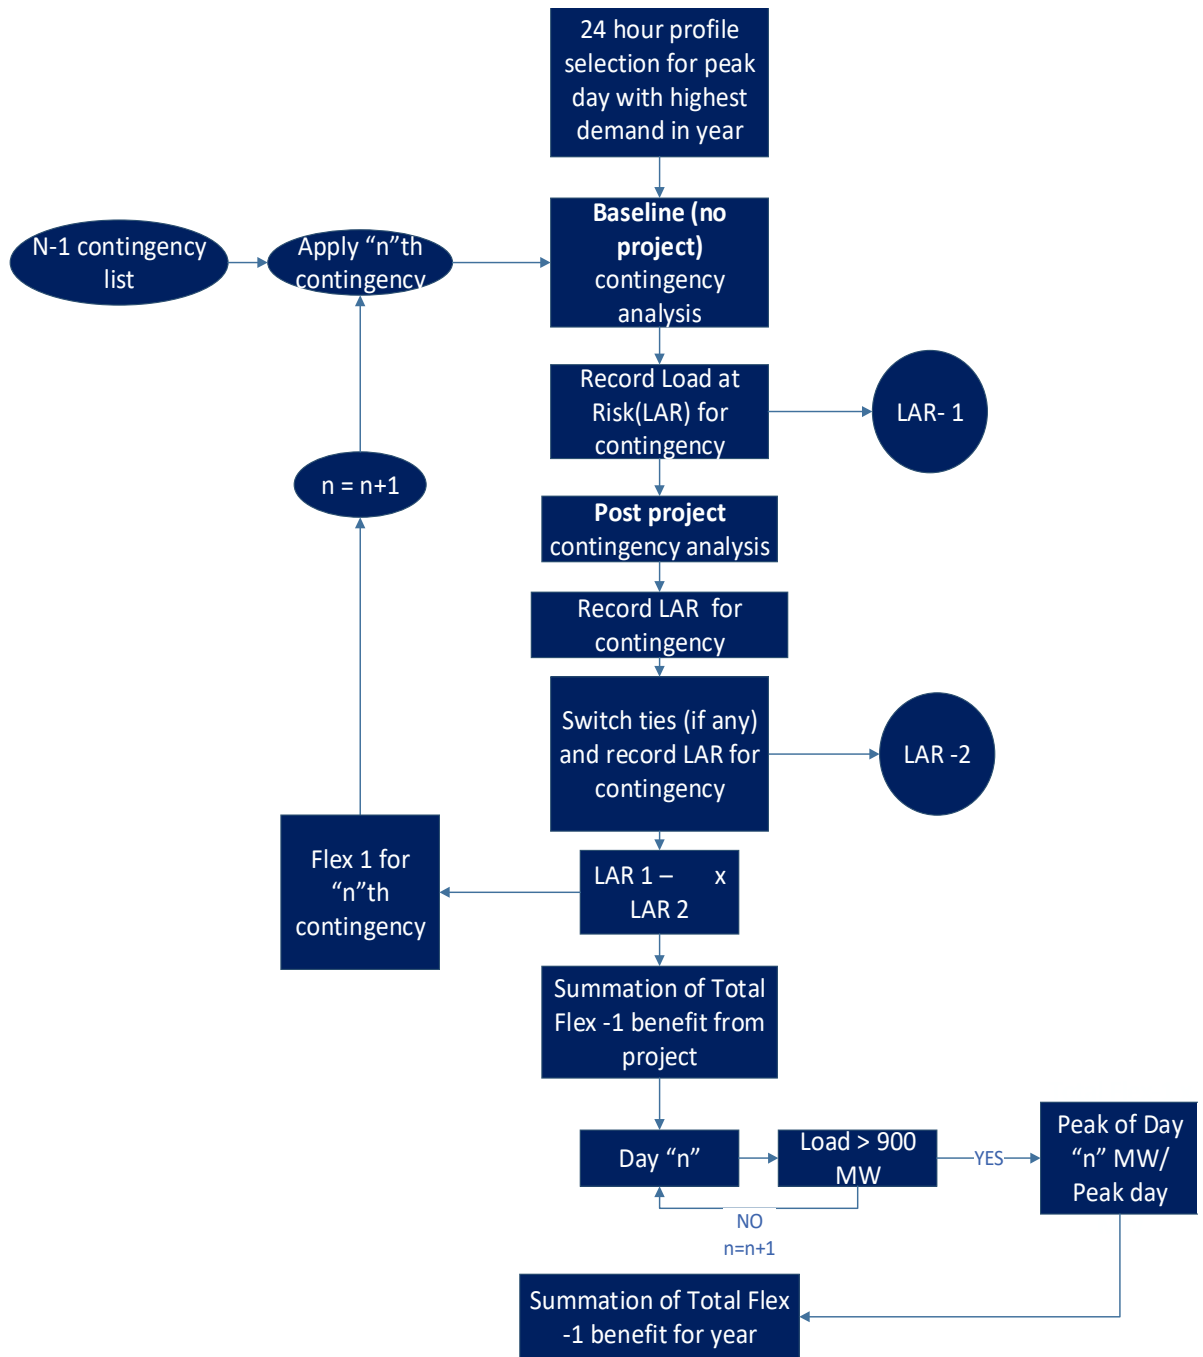 24 hour profile
selection for peak
day with highest
demand in year
N-1 contingency
list
Apply “n”th
contingency
Baseline (no
project)
contingency
analysis
Record Load at
Risk(LAR) for
contingency
LAR- 1
n = n+1
Post project
contingency analysis
Record LAR for
contingency
Switch ties (if any)
and record LAR for
contingency
LAR -2
Flex 1 for
“n”th
contingency
LAR 1 – x
LAR 2
Summation of Total
Flex -1 benefit from
project
Day “n”
Load > 900
MW
YES
Peak of Day
“n” MW/
Peak day
NO
n=n+1
Summation of Total Flex
-1 benefit for year